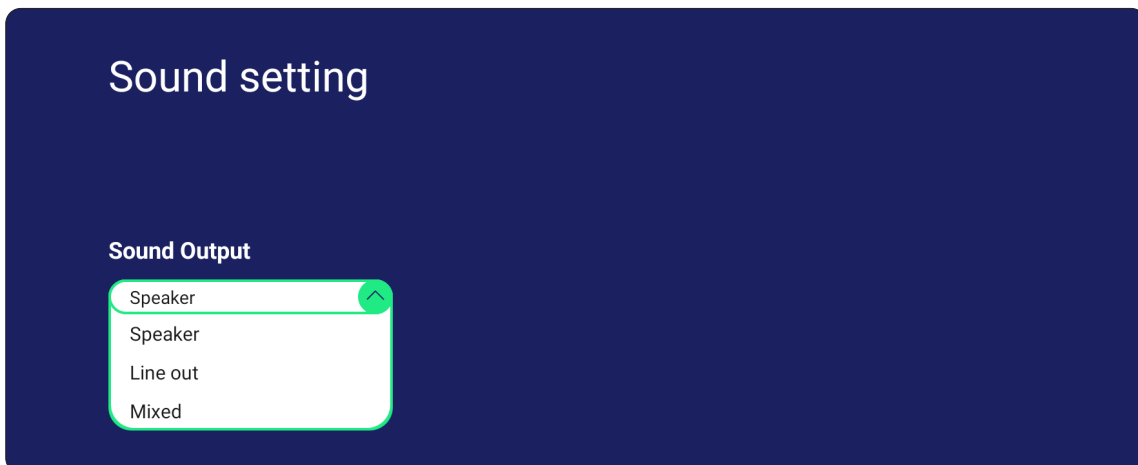 Sound setting
Sound Output
Speaker
Speaker
Line out
Mixed